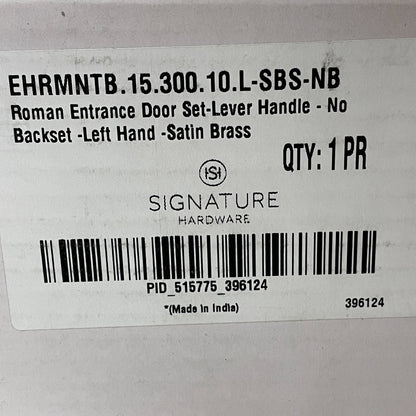 EHRMNTB.15.300.10.L-SBS-NB
Roman Entrance Door Set-Lever Handle - No
Backset -Left Hand -Satin Brass
QTY: 1 PR
SIGNATURE
HARDWARE
PID_515775_396124
*(Made in India)
396124